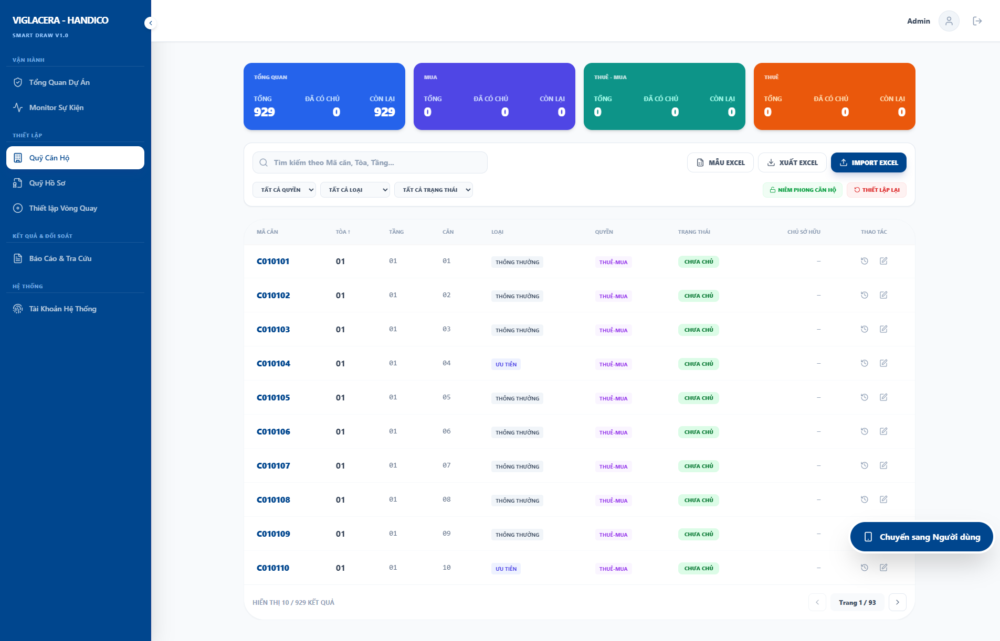 VIGLACERA - HANDICO
SMART DRAW V1.0
VẬN HÀNH
Tổng Quan Dự Án
Monitor Sự Kiện
THIẾT LẬP
Quỹ Căn Hộ
Quỹ Hồ Sơ
Thiết lập Vòng Quay
KẾT QUẢ & ĐỐI SOÁT
Báo Cáo & Tra Cứu
HỆ THỐNG
Tài Khoản Hệ Thống
Admin
TỔNG QUAN
TỔNG ĐÃ CÓ CHỦ CÒN LẠI
929 0 929
MUA
TỔNG ĐÃ CÓ CHỦ CÒN LẠI
0 0 0
THUÊ - MUA
TỔNG ĐÃ CÓ CHỦ CÒN LẠI
0 0 0
THUÊ
TỔNG ĐÃ CÓ CHỦ CÒN LẠI
0 0 0
Tìm kiếm theo Mã căn, Tòa, Tầng...
MẪU EXCEL XUẤT EXCEL IMPORT EXCEL
TẤT CẢ QUYỀN TẤT CẢ LOẠI TẤT CẢ TRẠNG THÁI
NIÊM PHONG CĂN HỘ THIẾT LẬP LẠI
MÃ CĂN TÒA ↑ TẦNG CĂN LOẠI QUYỀN TRẠNG THÁI CHỦ SỞ HỮU THAO TÁC
C010101 01 01 01 THÔNG THƯỜNG THUÊ-MUA CHƯA CHỦ –
C010102 01 01 02 THÔNG THƯỜNG THUÊ-MUA CHƯA CHỦ –
C010103 01 01 03 THÔNG THƯỜNG THUÊ-MUA CHƯA CHỦ –
C010104 01 01 04 ƯU TIÊN THUÊ-MUA CHƯA CHỦ –
C010105 01 01 05 THÔNG THƯỜNG THUÊ-MUA CHƯA CHỦ –
C010106 01 01 06 THÔNG THƯỜNG THUÊ-MUA CHƯA CHỦ –
C010107 01 01 07 THÔNG THƯỜNG THUÊ-MUA CHƯA CHỦ –
C010108 01 01 08 THÔNG THƯỜNG THUÊ-MUA CHƯA CHỦ –
C010109 01 01 09 THÔNG THƯỜNG THUÊ-MUA CHƯA CHỦ –
C010110 01 01 10 ƯU TIÊN THUÊ-MUA CHƯA CHỦ –
Chuyển sang Người dùng
HIỂN THỊ 10 / 929 KẾT QUẢ
Trang 1 / 93